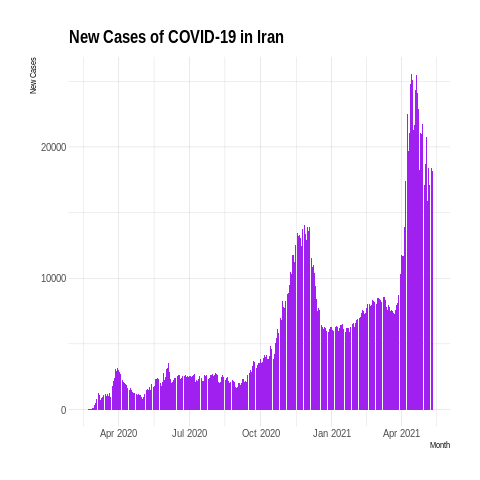 New Cases of COVID-19 in Iran
New Cases
20000
10000
0
Apr 2020 Jul 2020 Oct 2020 Jan 2021 Apr 2021
Month